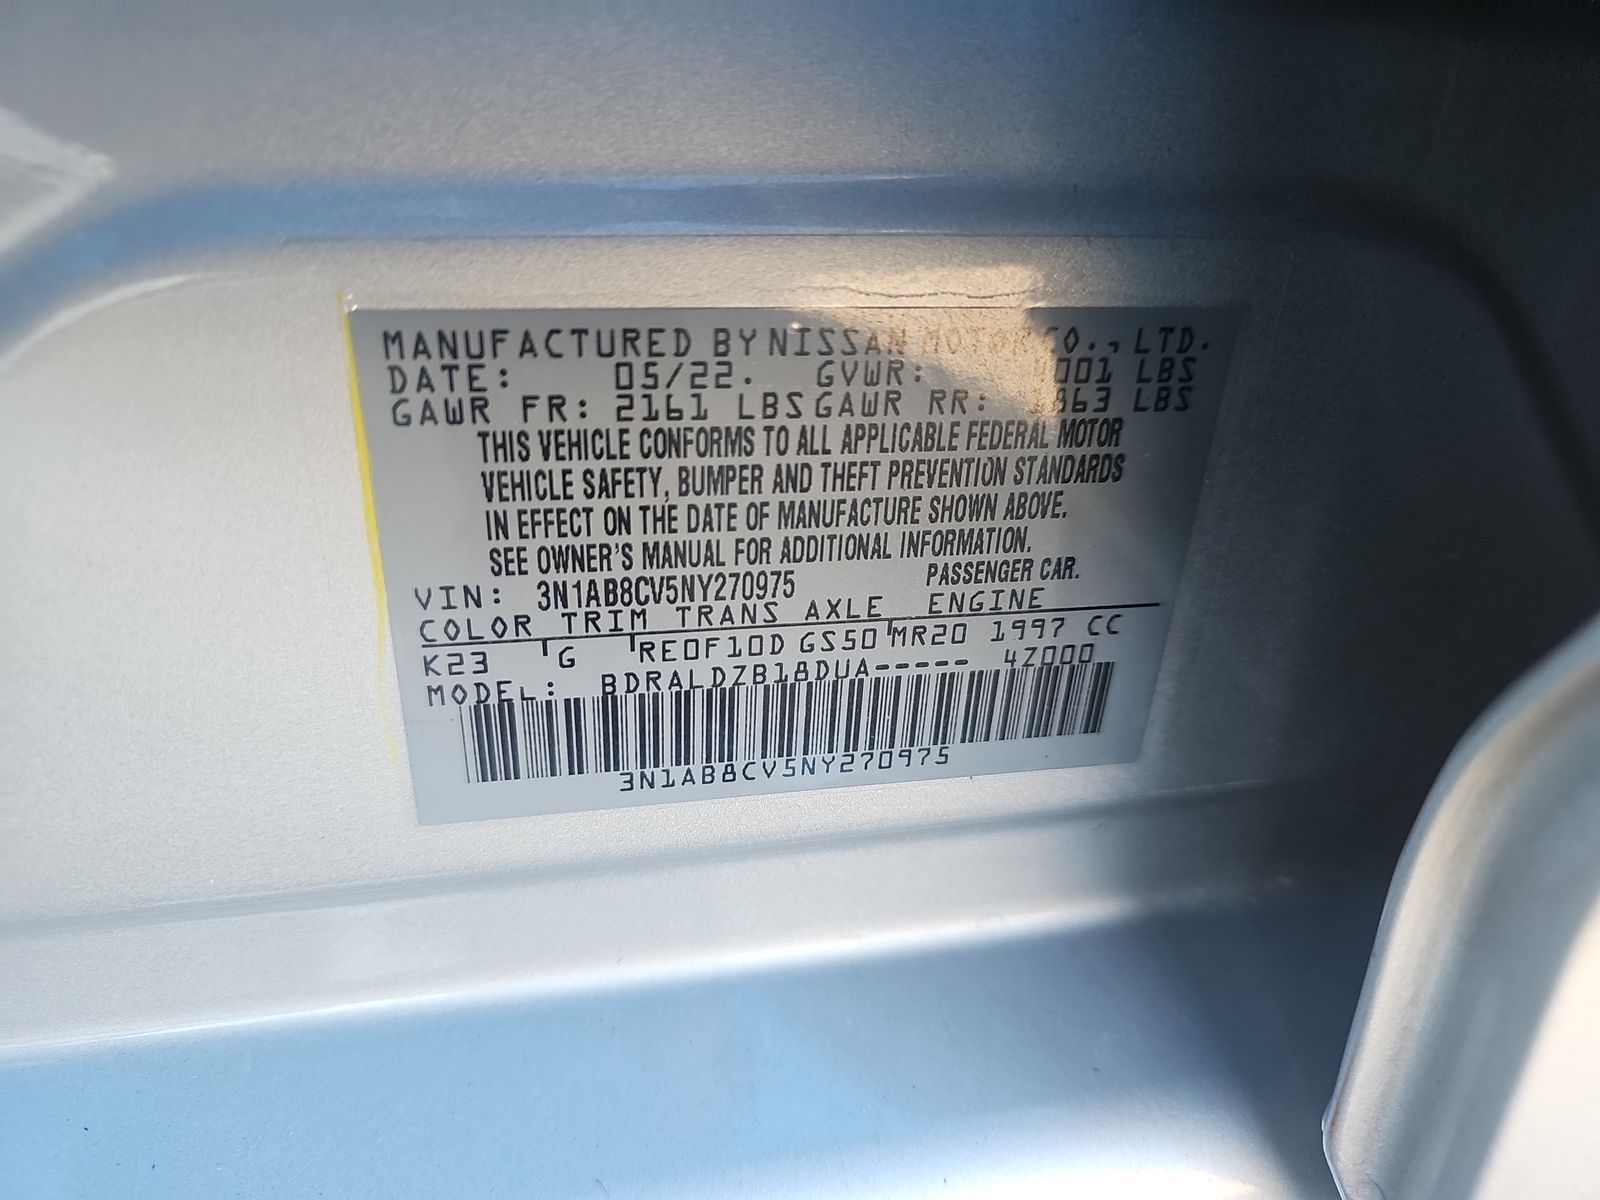 MANUFACTURED BY NISSAN MOTOR CO., LTD.
DATE: 05/22. GVWR: LBS
GAWR FR: 2161 LBS GAWR RR: 1863 LBS
THIS VEHICLE CONFORMS TO ALL APPLICABLE FEDERAL MOTOR
VEHICLE SAFETY, BUMPER AND THEFT PREVENTION STANDARDS
IN EFFECT ON THE DATE OF MANUFACTURE SHOWN ABOVE.
SEE OWNER'S MANUAL FOR ADDITIONAL INFORMATION.
VIN: 3N1AB8CV5NY270975 PASSENGER CAR.
COLOR TRIM TRANS AXLE ENGINE
K23 G RE0F10D GS50 MR20 1997 CC
MODEL: BDRALDZB18DUA----- 4Z000
3N1AB8CV5NY270975